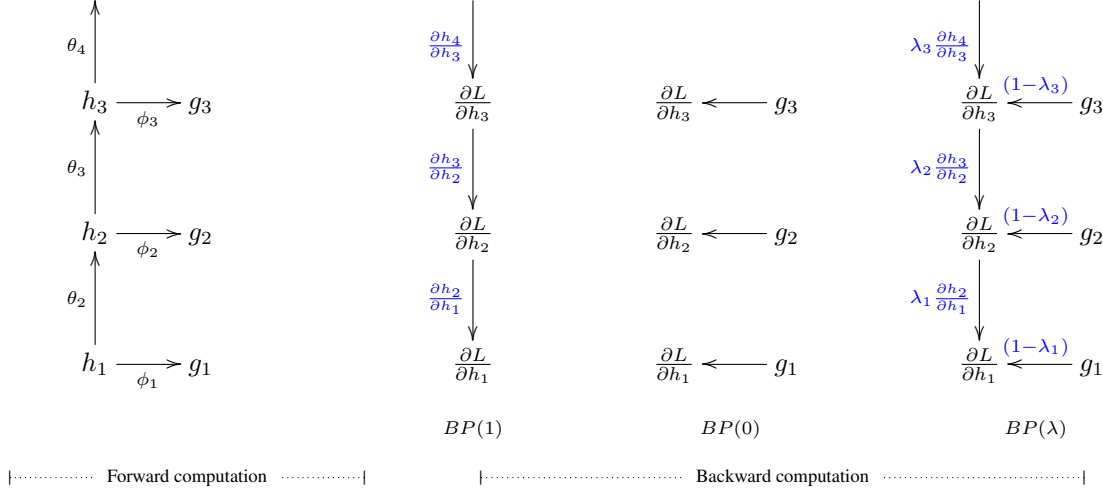 θ₄ ∂h₄/∂h₃ λ₃ ∂h₄/∂h₃
h₃ g₃ ∂L/∂h₃ ∂L/∂h₃ g₃ ∂L/∂h₃ (1−λ₃) g₃
ϕ₃
θ₃ ∂h₃/∂h₂ λ₂ ∂h₃/∂h₂
h₂ g₂ ∂L/∂h₂ ∂L/∂h₂ g₂ ∂L/∂h₂ (1−λ₂) g₂
ϕ₂
θ₂ ∂h₂/∂h₁ λ₁ ∂h₂/∂h₁
h₁ g₁ ∂L/∂h₁ ∂L/∂h₁ g₁ ∂L/∂h₁ (1−λ₁) g₁
ϕ₁
BP(1) BP(0) BP(λ)
Forward computation Backward computation